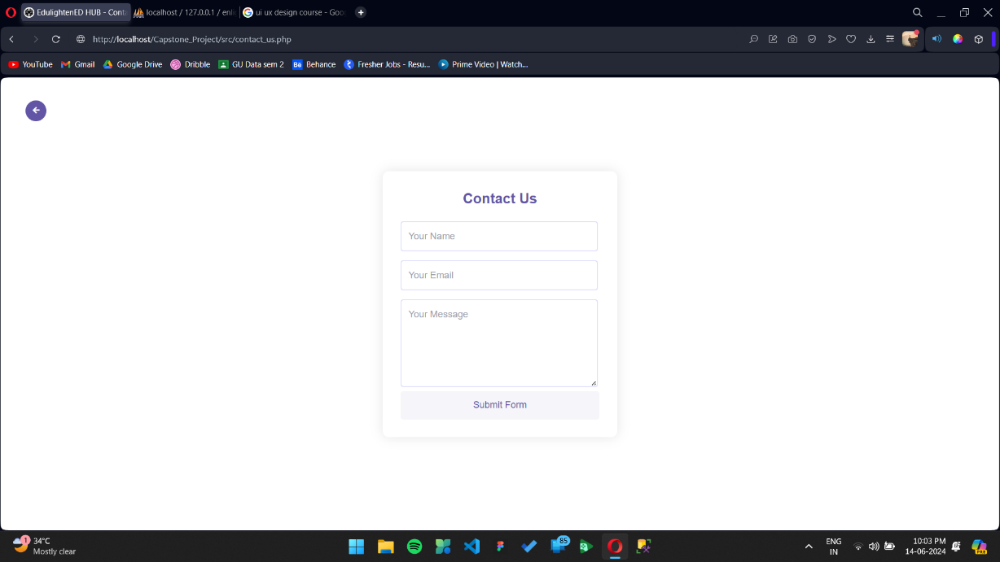 EdulightenED HUB - Conta
localhost / 127.0.0.1 / enli
ui ux design course - Goo
http://localhost/Capstone_Project/src/contact_us.php
YouTube
Gmail
Google Drive
Dribble
GU Data sem 2
Bē Behance
Fresher Jobs - Resu...
Prime Video | Watch...
Contact Us
Your Name
Your Email
Your Message
Submit Form
1
34°C
Mostly clear
85
ENG
IN
10:03 PM
14-06-2024
PRE